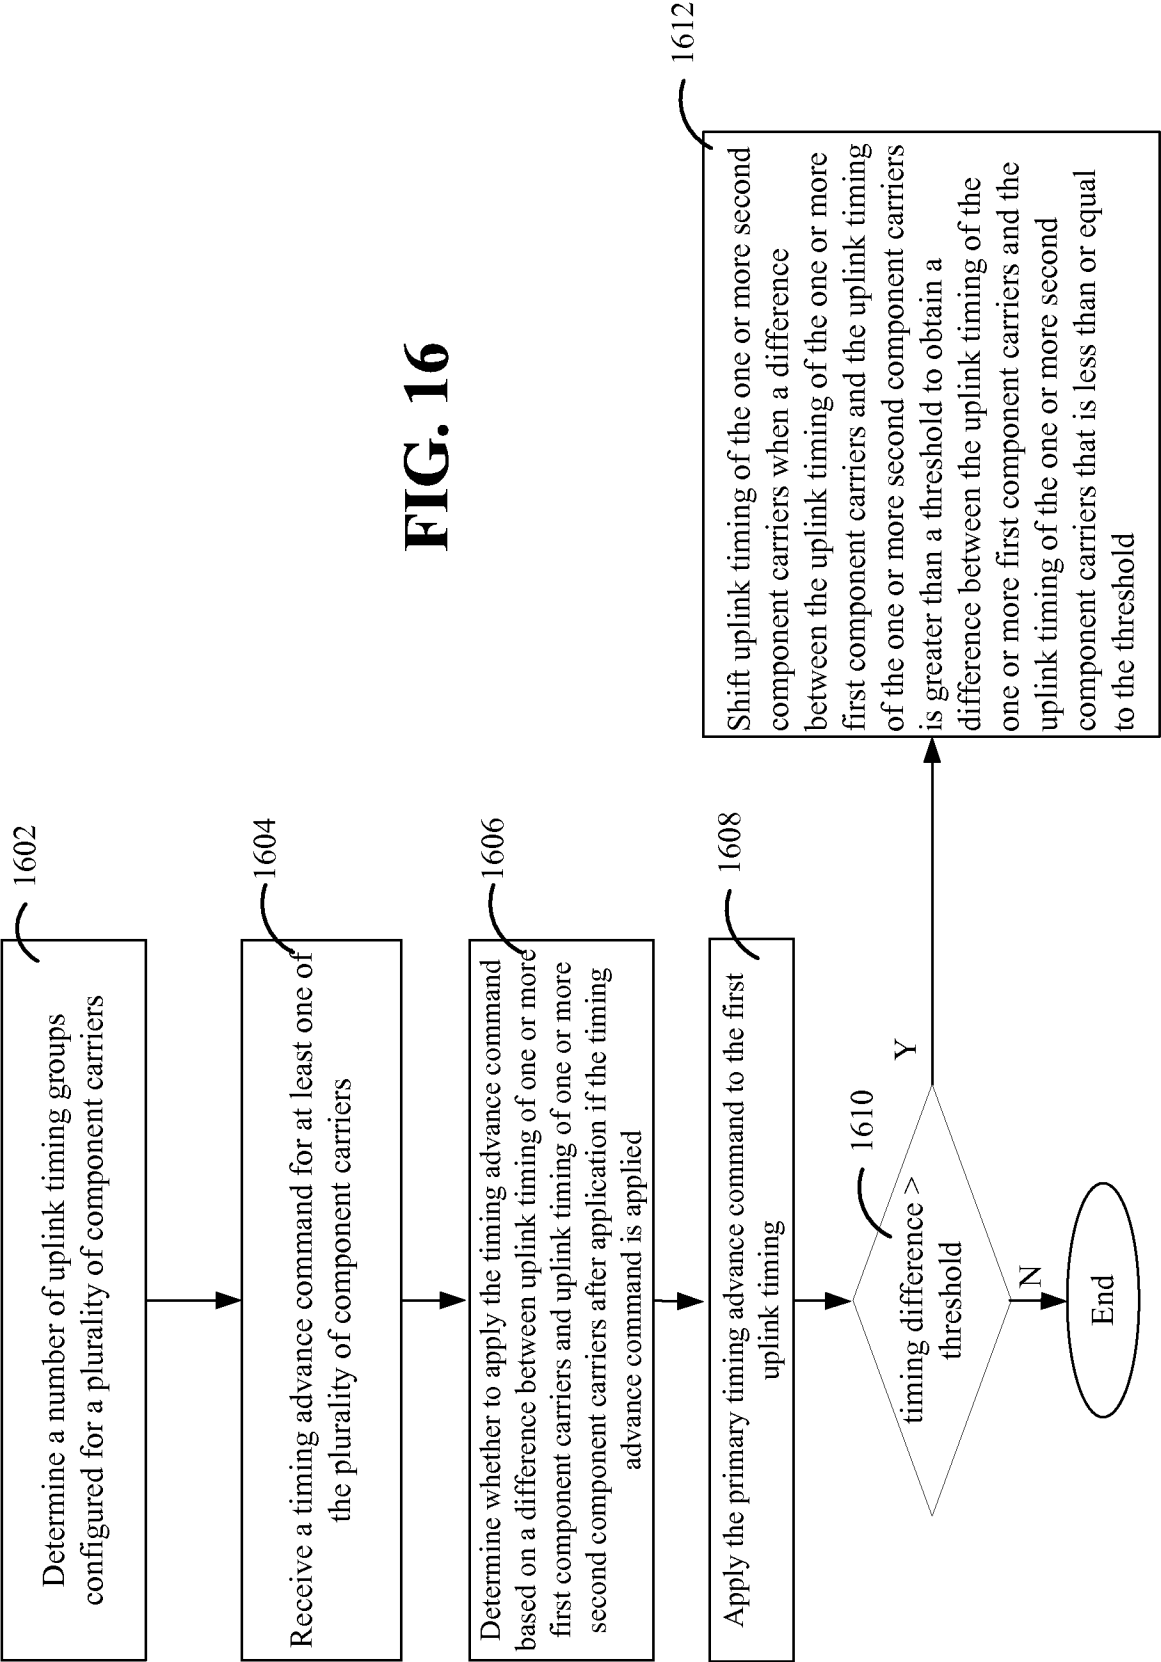 1602
Determine a number of uplink timing groups
configured for a plurality of component carriers
1604
Receive a timing advance command for at least one of
the plurality of component carriers
1606
Determine whether to apply the timing advance command
based on a difference between uplink timing of one or more
first component carriers and uplink timing of one or more
second component carriers after application if the timing
advance command is applied
1608
Apply the primary timing advance command to the first
uplink timing
1610
timing difference >
threshold
Y
N
End
1612
Shift uplink timing of the one or more second
component carriers when a difference
between the uplink timing of the one or more
first component carriers and the uplink timing
of the one or more second component carriers
is greater than a threshold to obtain a
difference between the uplink timing of the
one or more first component carriers and the
uplink timing of the one or more second
component carriers that is less than or equal
to the threshold
FIG. 16